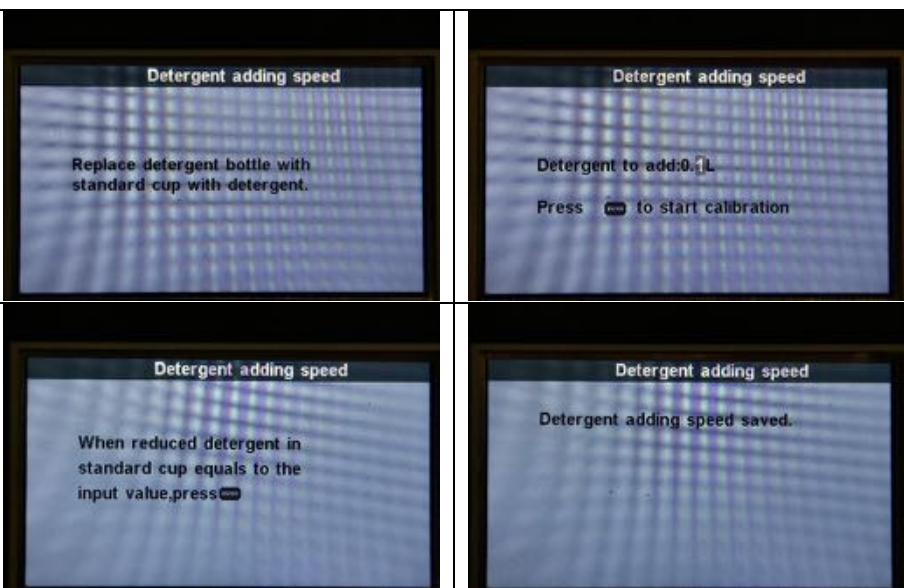 Detergent adding speed
Replace detergent bottle with
standard cup with detergent.
Detergent adding speed
Detergent to add:0.1L
Press to start calibration
Detergent adding speed
When reduced detergent in
standard cup equals to the
input value,press
Detergent adding speed
Detergent adding speed saved.